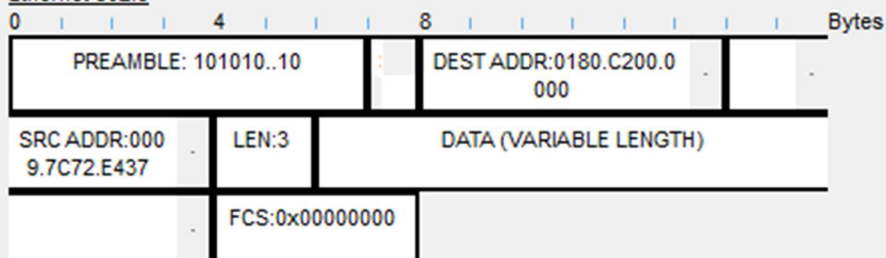 0 4 8 Bytes
PREAMBLE: 101010..10
DEST ADDR:0180.C200.0
000
SRC ADDR:000
9.7C72.E437
LEN:3
DATA (VARIABLE LENGTH)
FCS:0x00000000